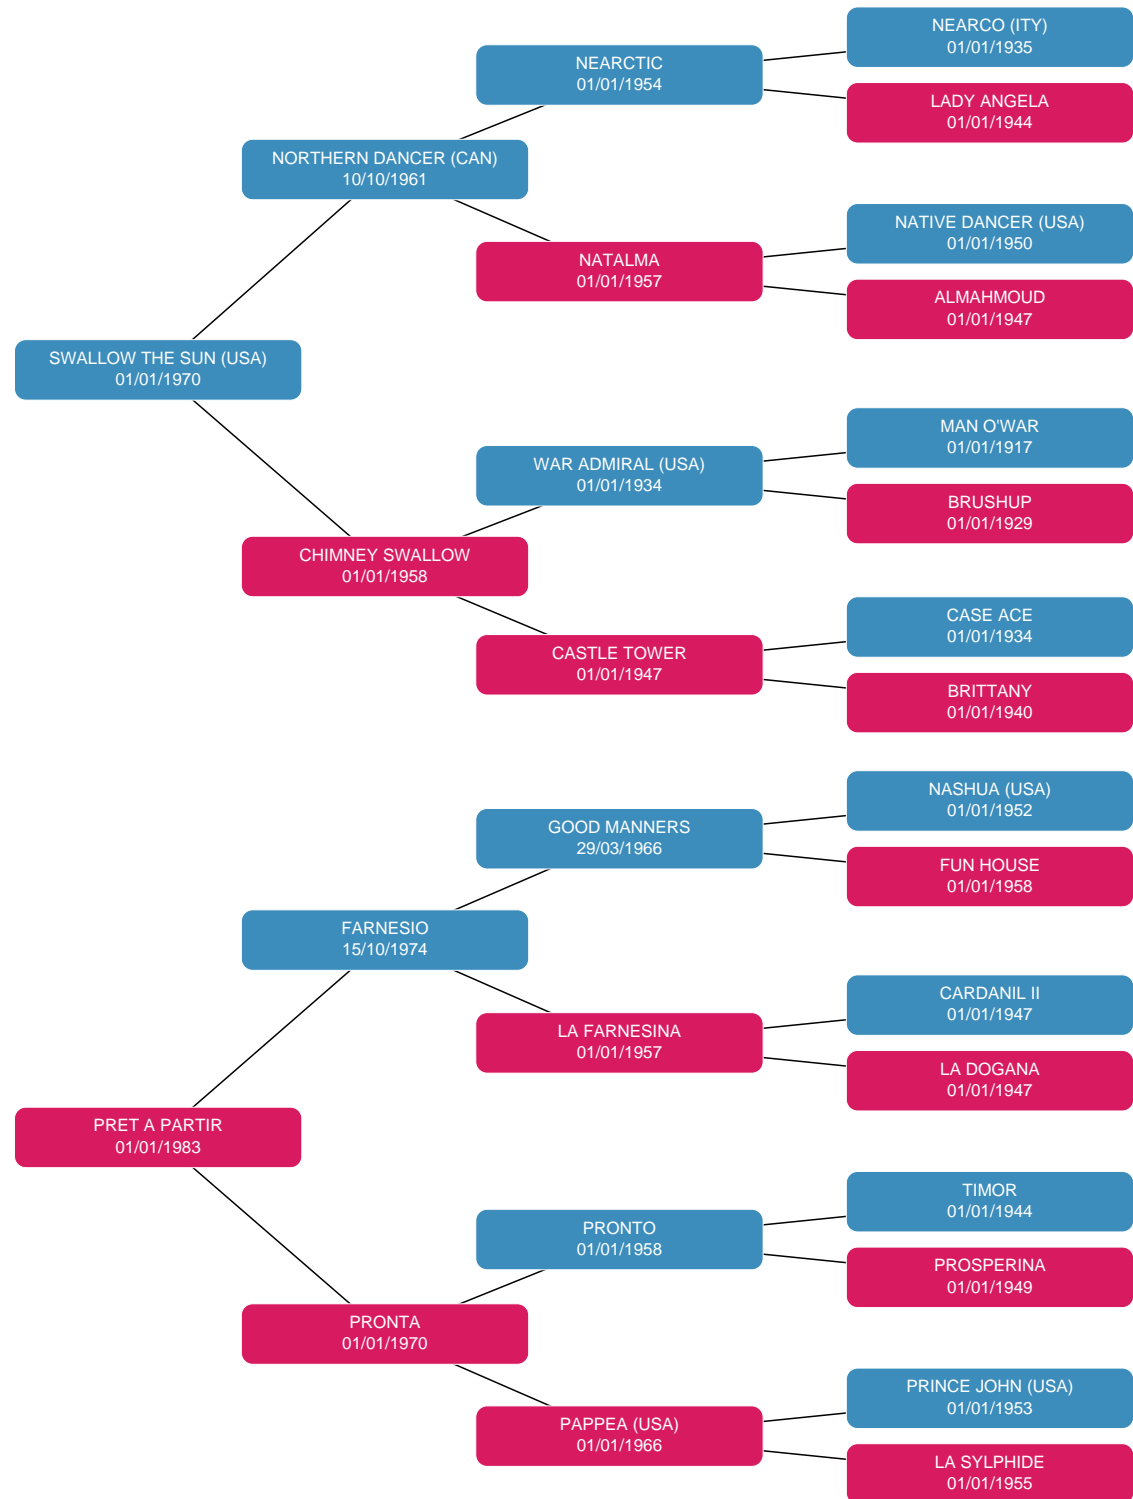 NEARCO (ITY)
01/01/1935
NEARCTIC
01/01/1954
LADY ANGELA
01/01/1944
NORTHERN DANCER (CAN)
10/10/1961
NATIVE DANCER (USA)
01/01/1950
NATALMA
01/01/1957
ALMAHMOUD
01/01/1947
SWALLOW THE SUN (USA)
01/01/1970
MAN O'WAR
01/01/1917
WAR ADMIRAL (USA)
01/01/1934
BRUSHUP
01/01/1929
CHIMNEY SWALLOW
01/01/1958
CASE ACE
01/01/1934
CASTLE TOWER
01/01/1947
BRITTANY
01/01/1940
NASHUA (USA)
01/01/1952
GOOD MANNERS
29/03/1966
FUN HOUSE
01/01/1958
FARNESIO
15/10/1974
CARDANIL II
01/01/1947
LA FARNESINA
01/01/1957
LA DOGANA
01/01/1947
PRET A PARTIR
01/01/1983
TIMOR
01/01/1944
PRONTO
01/01/1958
PROSPERINA
01/01/1949
PRONTA
01/01/1970
PRINCE JOHN (USA)
01/01/1953
PAPPEA (USA)
01/01/1966
LA SYLPHIDE
01/01/1955